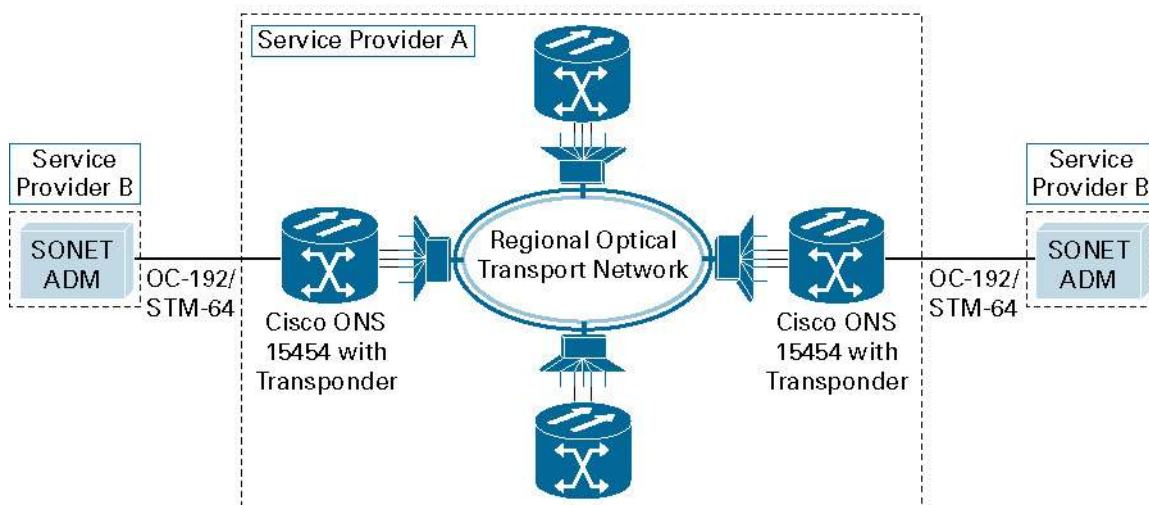 Service Provider A
Service
Provider B
SONET
ADM
OC-192/
STM-64
Cisco ONS
15454 with
Transponder
Regional Optical
Transport Network
Cisco ONS
15454 with
Transponder
OC-192/
STM-64
Service
Provider B
SONET
ADM